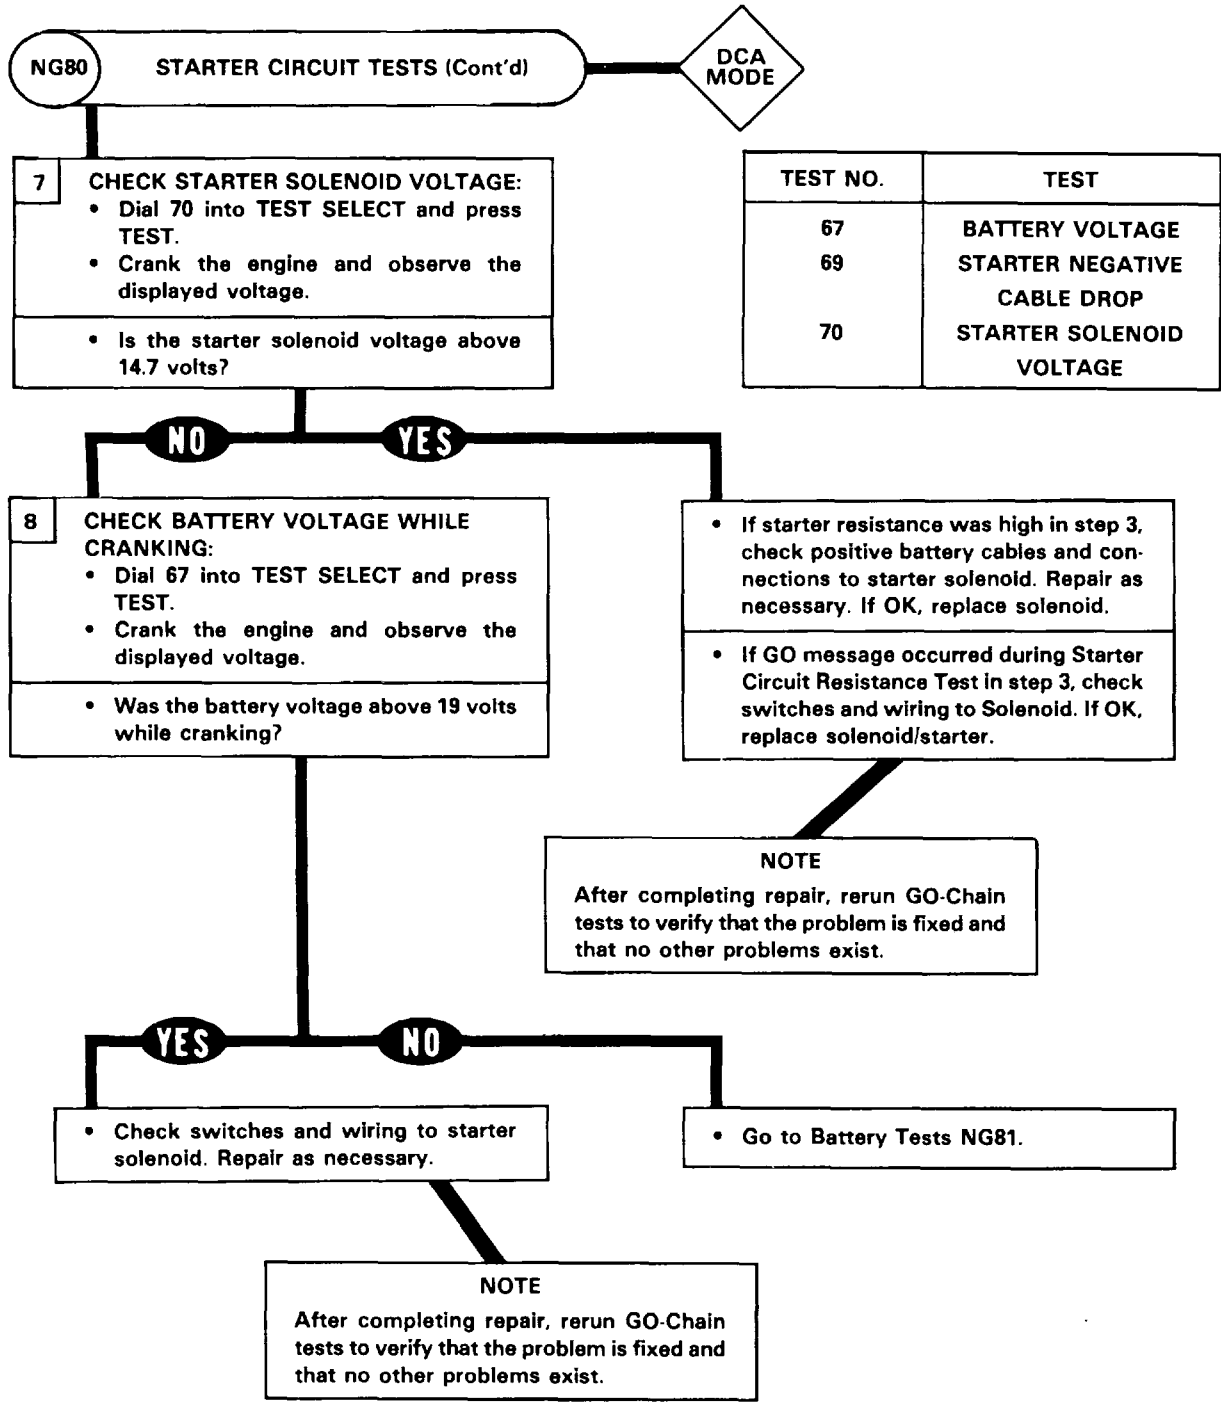 NG80
STARTER CIRCUIT TESTS (Cont'd)
DCA
MODE
7
CHECK STARTER SOLENOID VOLTAGE:
• Dial 70 into TEST SELECT and press
TEST.
• Crank the engine and observe the
displayed voltage.
• Is the starter solenoid voltage above
14.7 volts?
TEST NO. TEST
67 BATTERY VOLTAGE
69 STARTER NEGATIVE
CABLE DROP
70 STARTER SOLENOID
VOLTAGE
NO
YES
8
CHECK BATTERY VOLTAGE WHILE
CRANKING:
• Dial 67 into TEST SELECT and press
TEST.
• Crank the engine and observe the
displayed voltage.
• Was the battery voltage above 19 volts
while cranking?
• If starter resistance was high in step 3,
check positive battery cables and con-
nections to starter solenoid. Repair as
necessary. If OK, replace solenoid.
• If GO message occurred during Starter
Circuit Resistance Test in step 3, check
switches and wiring to Solenoid. If OK,
replace solenoid/starter.
NOTE
After completing repair, rerun GO-Chain
tests to verify that the problem is fixed and
that no other problems exist.
YES
NO
• Check switches and wiring to starter
solenoid. Repair as necessary.
• Go to Battery Tests NG81.
NOTE
After completing repair, rerun GO-Chain
tests to verify that the problem is fixed and
that no other problems exist.